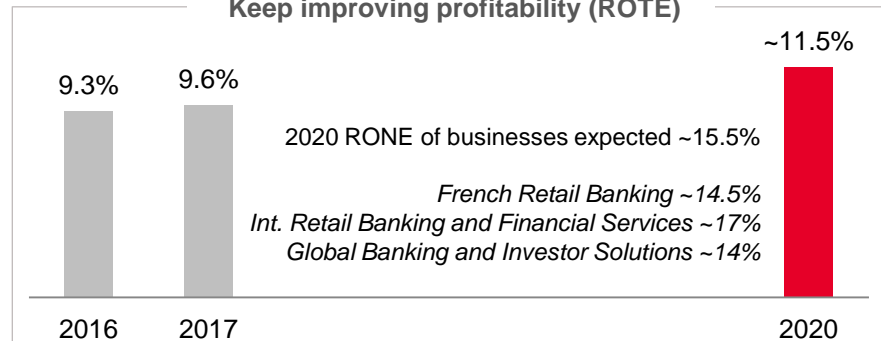 Keep improving profitability (ROTE)
~11.5%
9.3%
9.6%
2020 RONE of businesses expected ~15.5%
French Retail Banking ~14.5%
Int. Retail Banking and Financial Services ~17%
Global Banking and Investor Solutions ~14%
2016
2017
2020